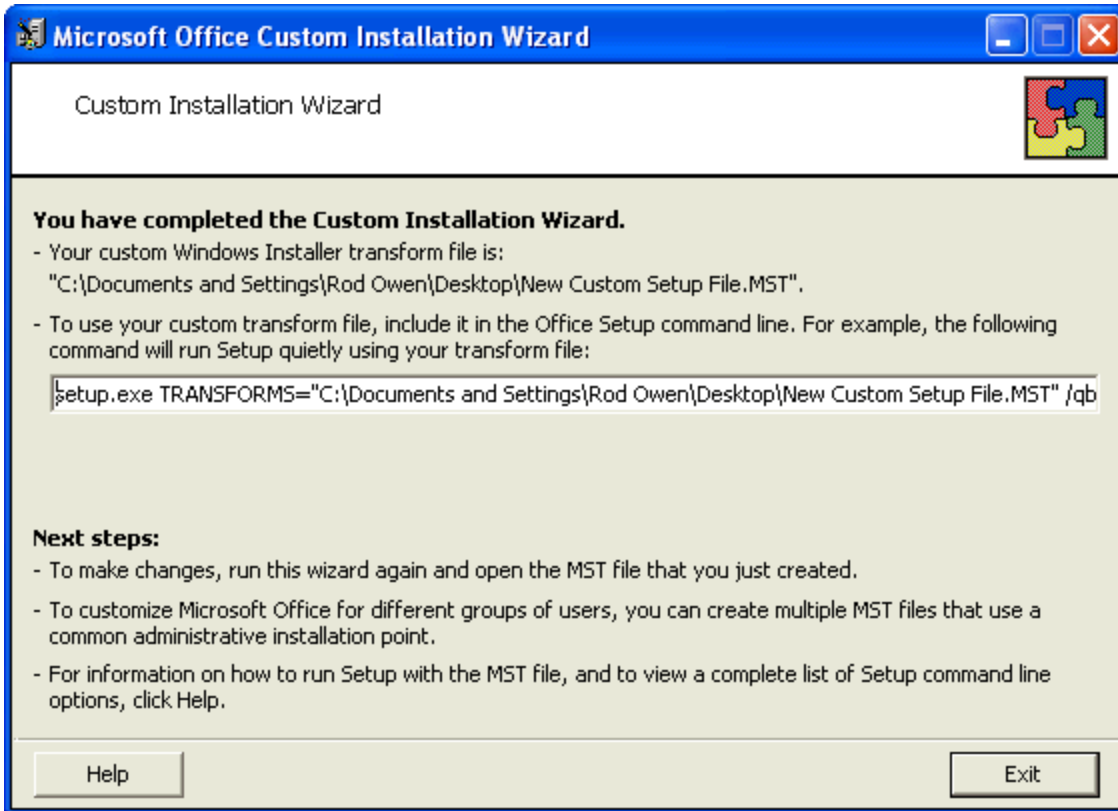 Microsoft Office Custom Installation Wizard
Custom Installation Wizard
You have completed the Custom Installation Wizard.
- Your custom Windows Installer transform file is:
"C:\Documents and Settings\Rod Owen\Desktop\New Custom Setup File.MST".
- To use your custom transform file, include it in the Office Setup command line. For example, the following
command will run Setup quietly using your transform file:
setup.exe TRANSFORMS="C:\Documents and Settings\Rod Owen\Desktop\New Custom Setup File.MST" /qb
Next steps:
- To make changes, run this wizard again and open the MST file that you just created.
- To customize Microsoft Office for different groups of users, you can create multiple MST files that use a
common administrative installation point.
- For information on how to run Setup with the MST file, and to view a complete list of Setup command line
options, click Help.
Help
Exit